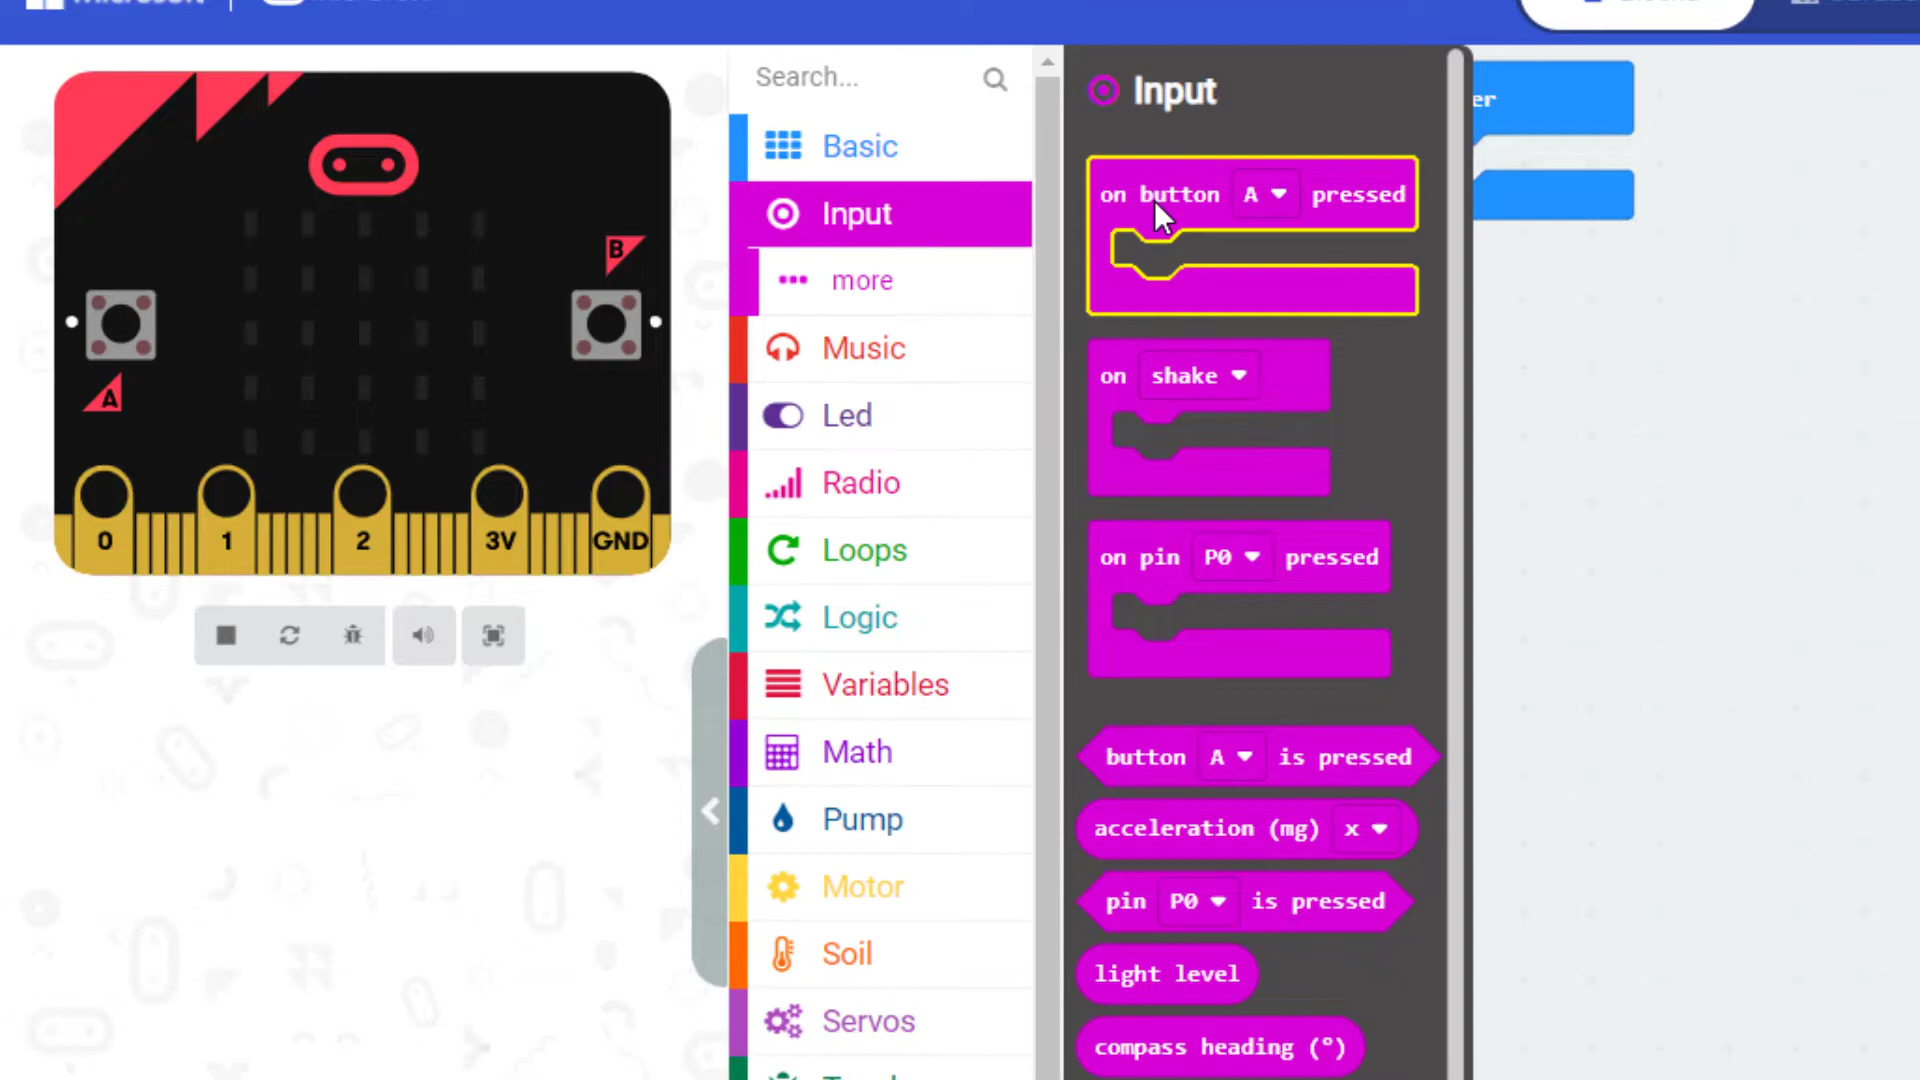 Microsoft
Search...
Basic
Input
more
Music
Led
Radio
Loops
Logic
Variables
Math
Pump
Motor
Soil
Servos
Input
on button A pressed
on shake
on pin P0 pressed
button A is pressed
acceleration (mg) x
pin P0 is pressed
light level
compass heading (°)
er
B
A
0 1 2 3V GND